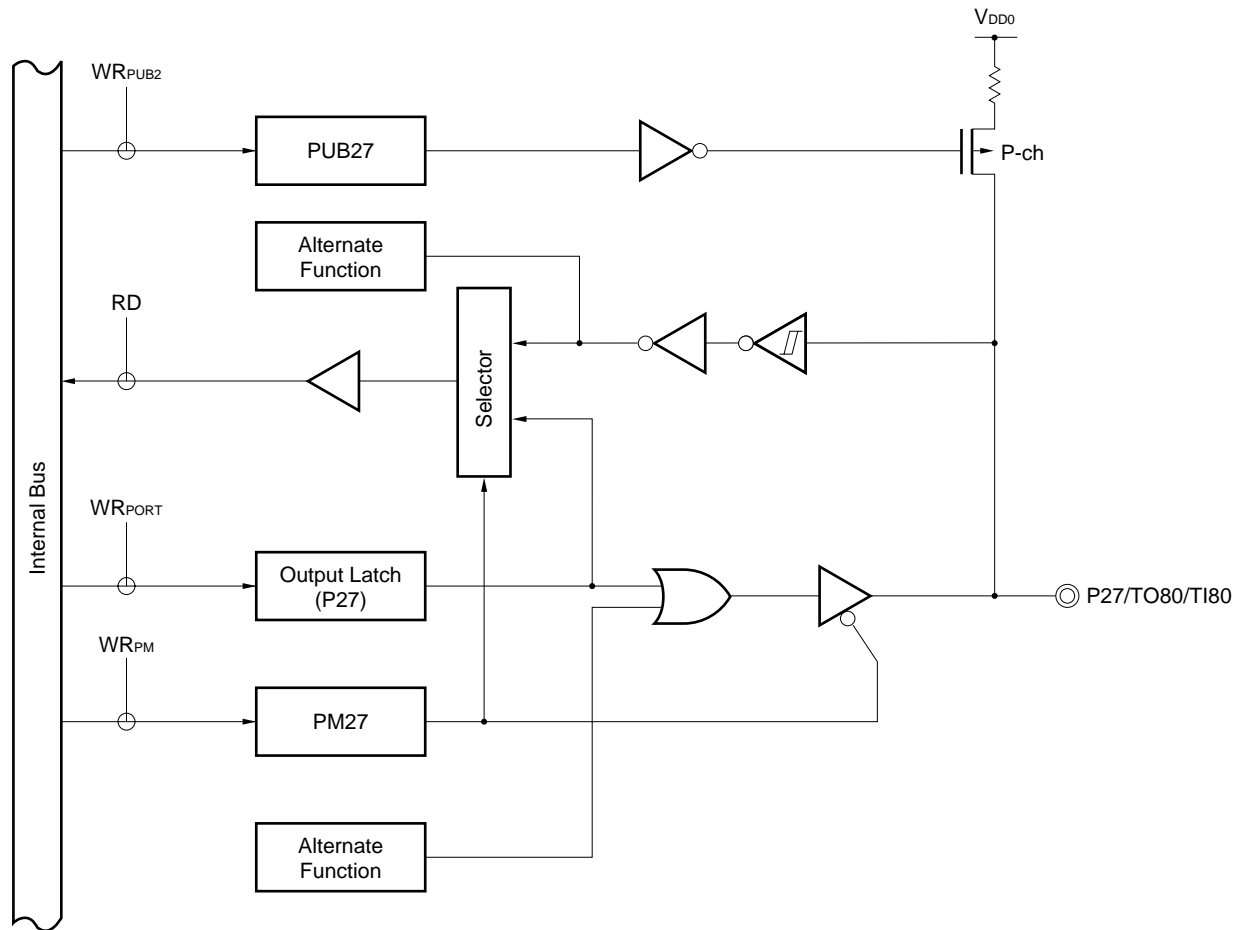 VDD0
WRPUB2
PUB27
P-ch
Alternate
Function
RD
Selector
Internal Bus
WRPORT
Output Latch
(P27)
P27/TO80/TI80
WRPM
PM27
Alternate
Function